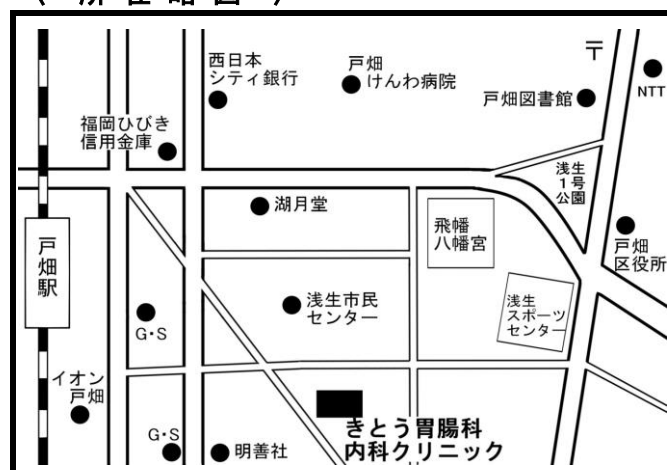 ( 所 在 略 図 )
西日本
シティ銀行
戸畑
けんわ病院
〒
戸畑図書館
NTT
福岡ひびき
信用金庫
浅生
1号
公園
湖月堂
飛幡
八幡宮
戸畑
区役所
戸畑駅
浅生市民
センター
浅生
スポーツ
センター
G・S
イオン
戸畑
きとう胃腸科
内科クリニック
G・S
明善社